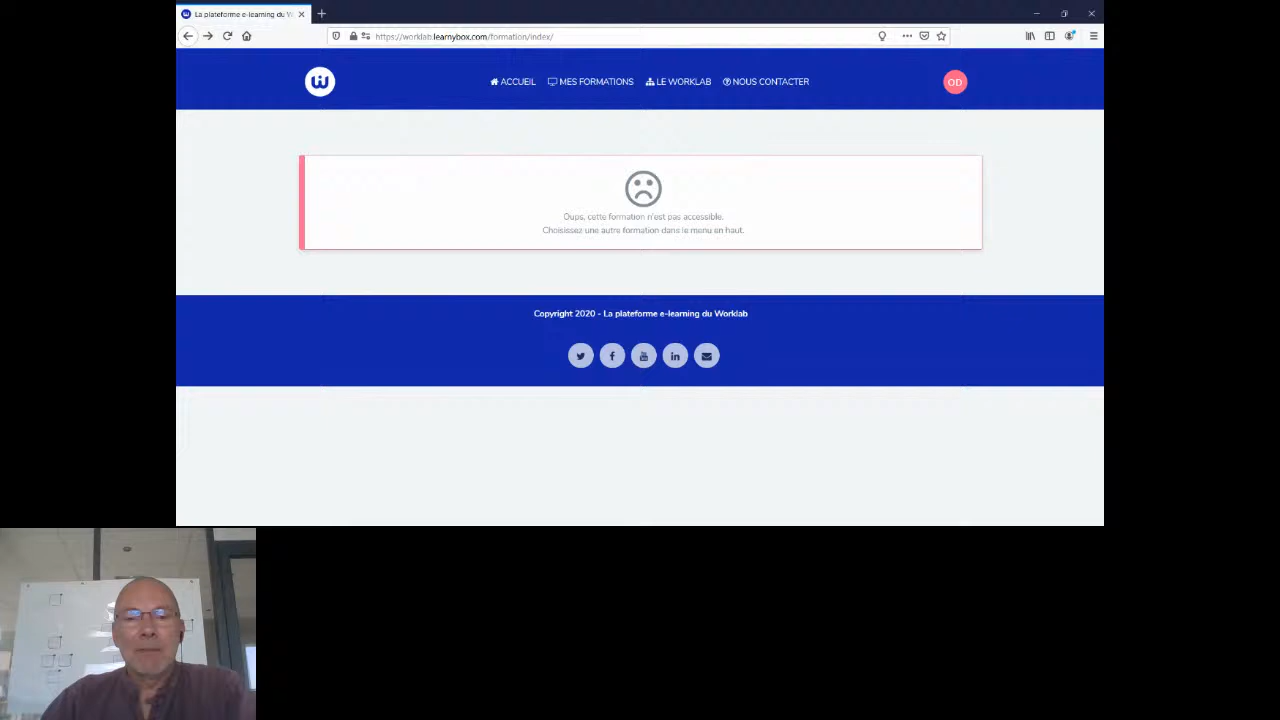 La plateforme e-learning du W
https://worklab.learnybox.com/formation/index/
ACCUEIL MES FORMATIONS LE WORKLAB NOUS CONTACTER OD
Oups, cette formation n'est pas accessible.
Choisissez une autre formation dans le menu en haut.
Copyright 2020 - La plateforme e-learning du Worklab